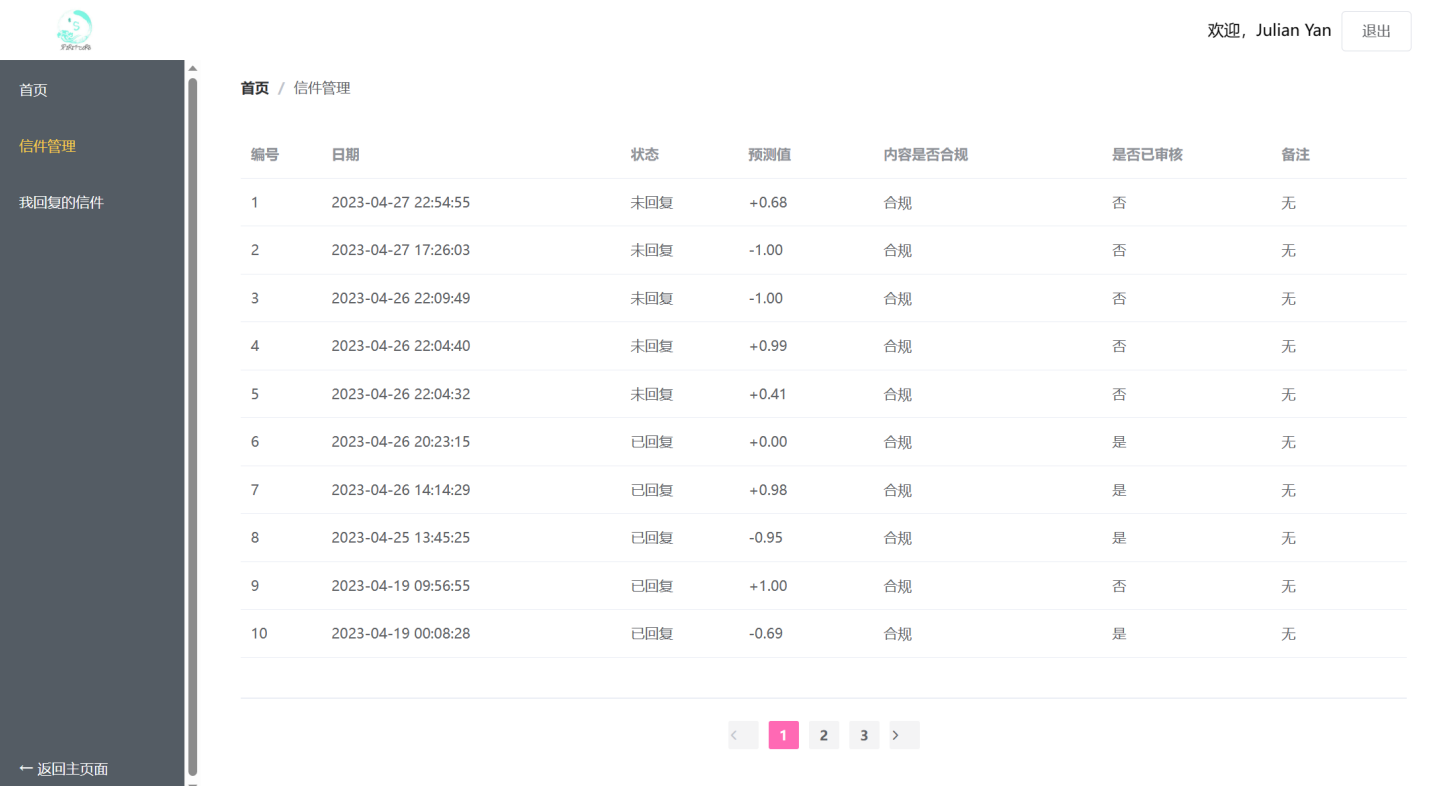 S
欢迎，Julian Yan 退出
首页
信件管理
我回复的信件
← 返回主页面
首页 / 信件管理
编号 日期 状态 预测值 内容是否合规 是否已审核 备注
1 2023-04-27 22:54:55 未回复 +0.68 合规 否 无
2 2023-04-27 17:26:03 未回复 -1.00 合规 否 无
3 2023-04-26 22:09:49 未回复 -1.00 合规 否 无
4 2023-04-26 22:04:40 未回复 +0.99 合规 否 无
5 2023-04-26 22:04:32 未回复 +0.41 合规 否 无
6 2023-04-26 20:23:15 已回复 +0.00 合规 是 无
7 2023-04-26 14:14:29 已回复 +0.98 合规 是 无
8 2023-04-25 13:45:25 已回复 -0.95 合规 是 无
9 2023-04-19 09:56:55 已回复 +1.00 合规 否 无
10 2023-04-19 00:08:28 已回复 -0.69 合规 是 无
< 1 2 3 >